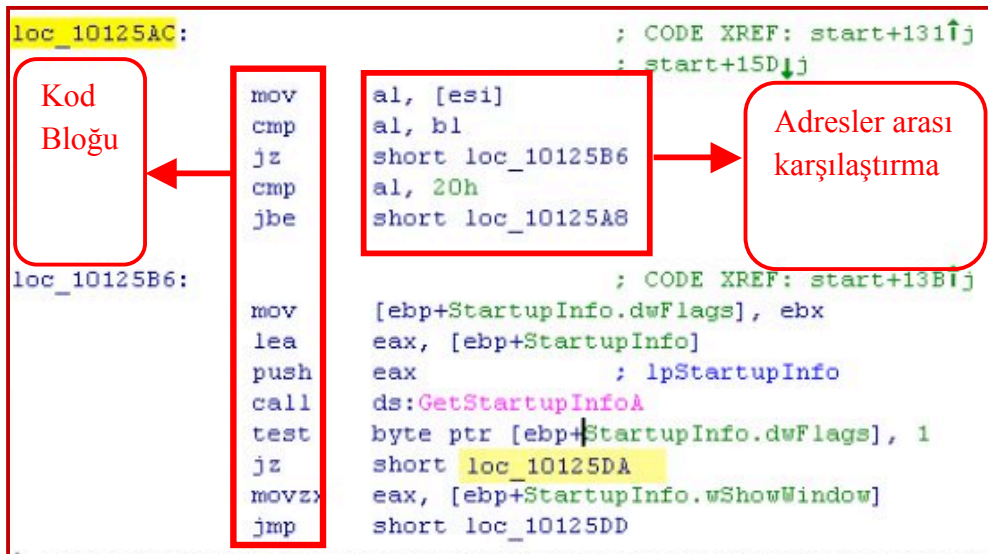 loc_10125AC: ; CODE XREF: start+131↑j
; start+15D↓j
Kod
Bloğu
mov al, [esi]
cmp al, bl
jz short loc_10125B6
cmp al, 20h
jbe short loc_10125A8
Adresler arası
karşılaştırma
loc_10125B6: ; CODE XREF: start+13B↑j
mov [ebp+StartupInfo.dwFlags], ebx
lea eax, [ebp+StartupInfo]
push eax ; lpStartupInfo
call ds:GetStartupInfoA
test byte ptr [ebp+StartupInfo.dwFlags], 1
jz short loc_10125DA
movzx eax, [ebp+StartupInfo.wShowWindow]
jmp short loc_10125DD